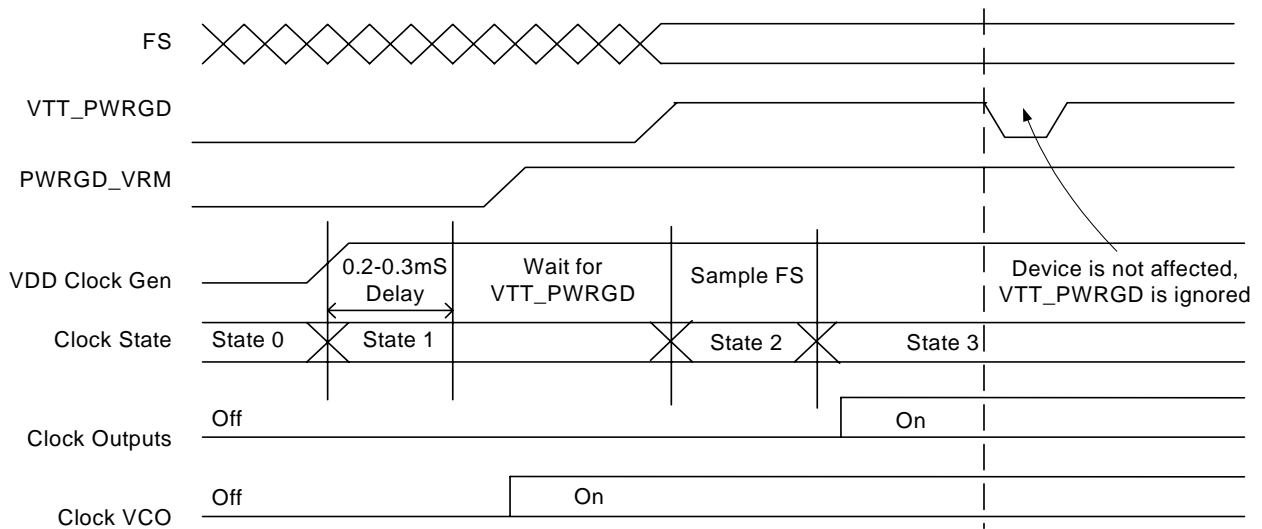 FS
VTT_PWRGD
PWRGD_VRM
VDD Clock Gen
0.2-0.3mS
Delay
Wait for
VTT_PWRGD
Sample FS
Device is not affected,
VTT_PWRGD is ignored
Clock State
State 0
State 1
State 2
State 3
Clock Outputs
Off
On
Clock VCO
Off
On